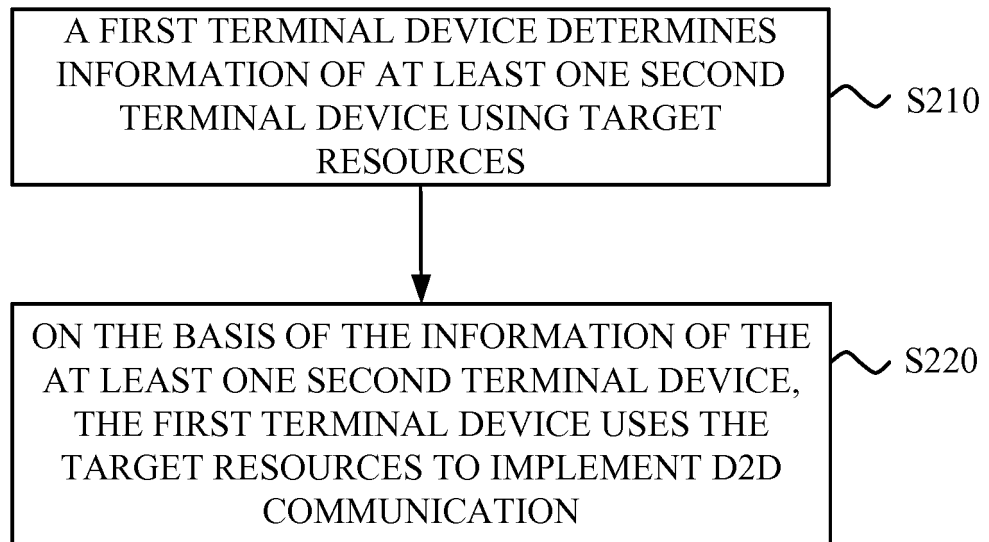 A FIRST TERMINAL DEVICE DETERMINES
INFORMATION OF AT LEAST ONE SECOND
TERMINAL DEVICE USING TARGET
RESOURCES
S210
ON THE BASIS OF THE INFORMATION OF THE
AT LEAST ONE SECOND TERMINAL DEVICE,
THE FIRST TERMINAL DEVICE USES THE
TARGET RESOURCES TO IMPLEMENT D2D
COMMUNICATION
S220